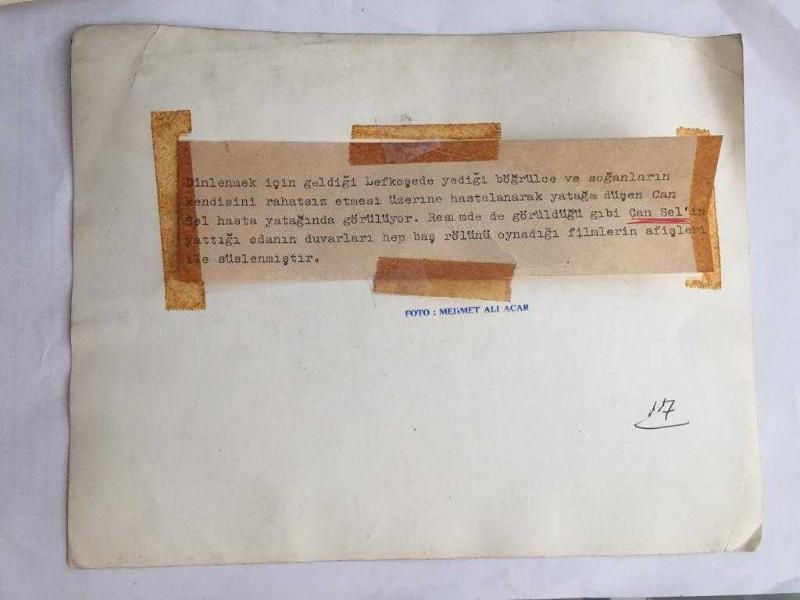 Dinlenmek için geldiği Lefkoşede yediği böğrülce ve soğanların
kendisini rahatsız etmesi üzerine hastalanarak yatağa düşen Can
Sel hasta yatağında görülüyor. Resimde de görüldüğü gibi Can Sel'in
yattığı odanın duvarları hep baş rölünü oynadığı filmlerin afişleri
ile süslenmiştir.
FOTO : MEHMET ALİ ACAR
17